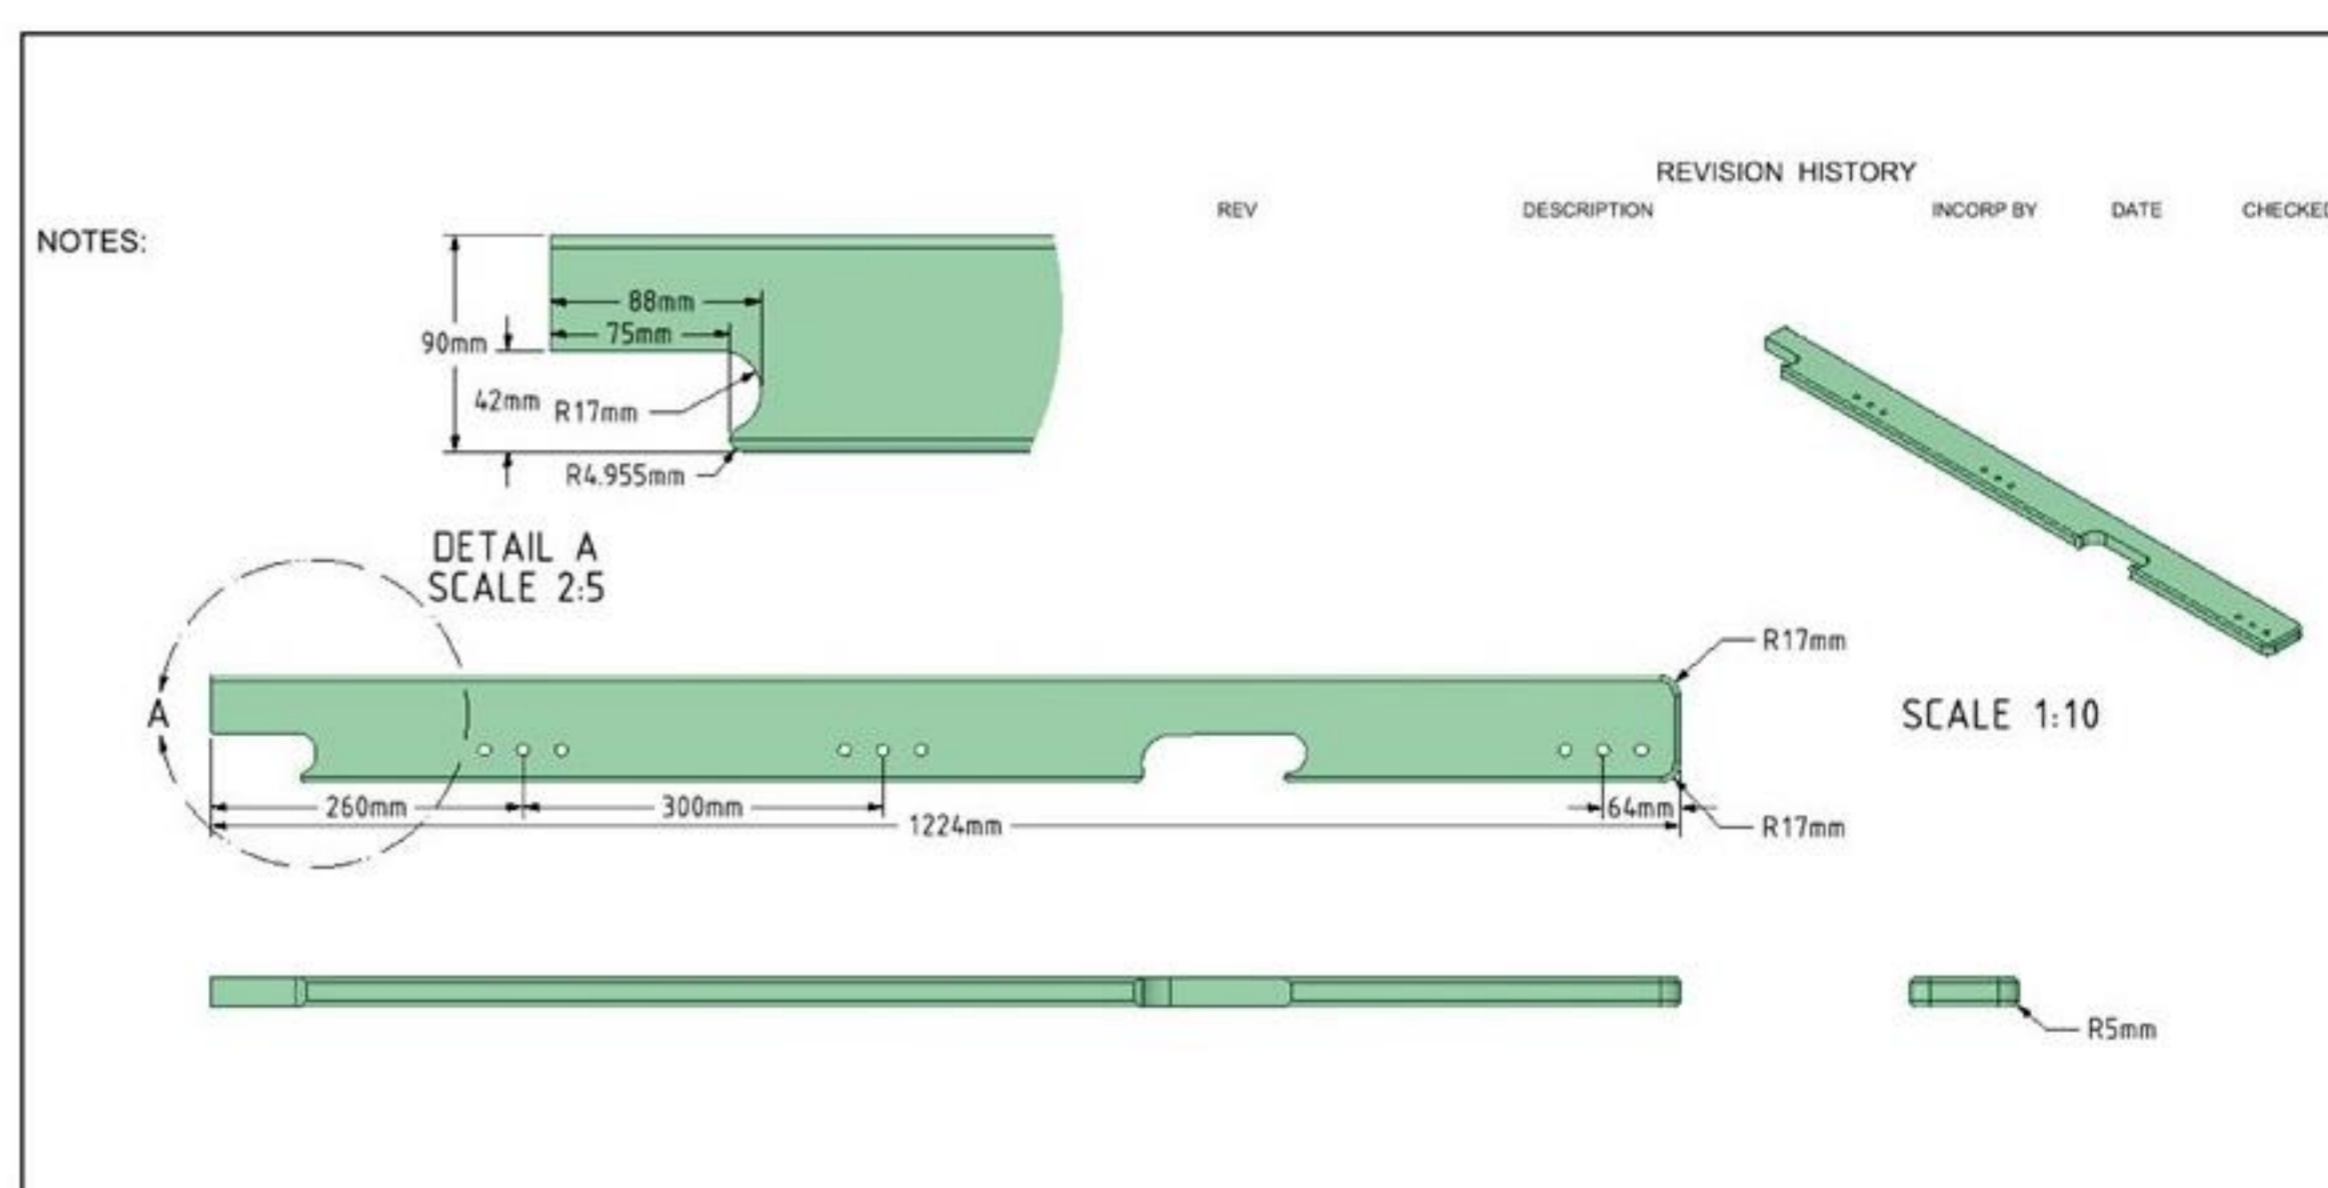 REVISION HISTORY
REV DESCRIPTION INCORP BY DATE CHECKED
NOTES:
88mm
75mm
90mm
42mm
R17mm
R4.955mm
DETAIL A
SCALE 2:5
R17mm
A
SCALE 1:10
260mm
300mm
64mm
1224mm
R17mm
R5mm